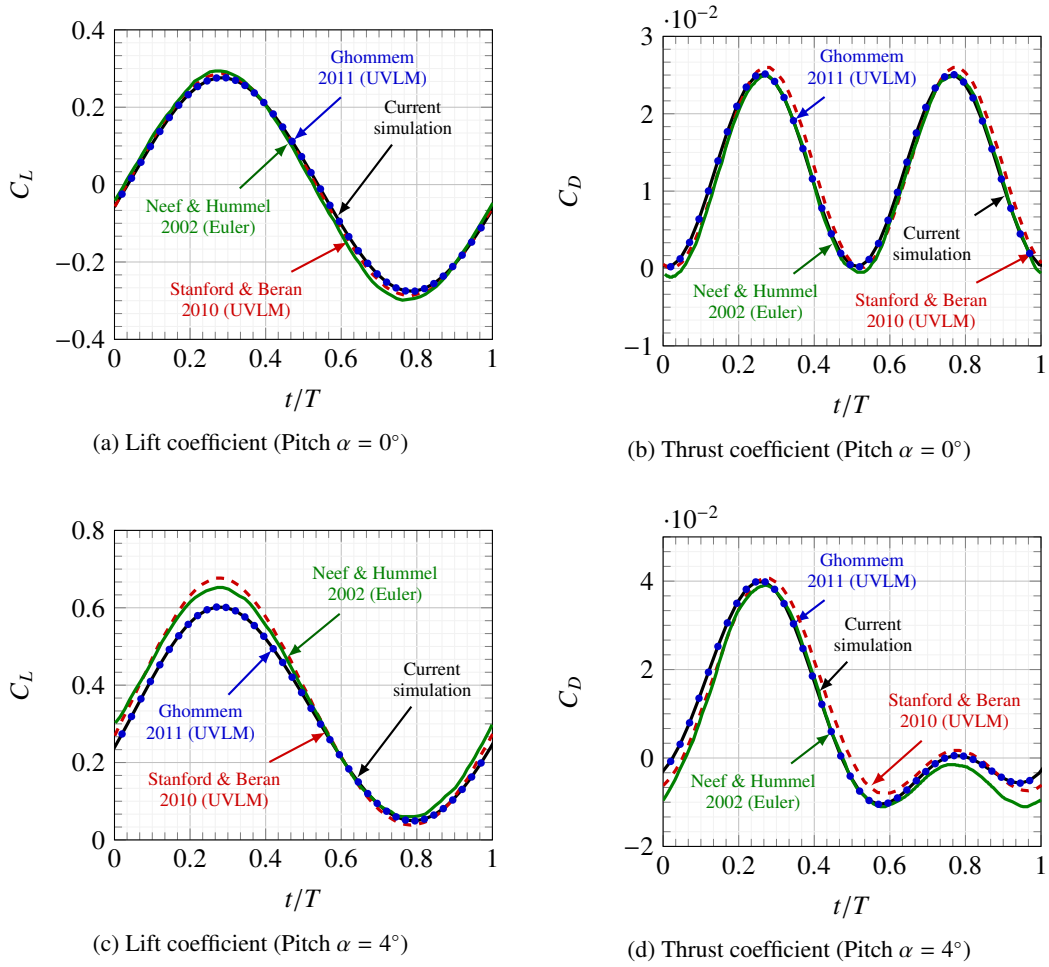 0.4
0.2
0
−0.2
−0.4
C_L
0
0.2
0.4
0.6
0.8
1
t/T
Ghommem
2011 (UVLM)
Current
simulation
Neef & Hummel
2002 (Euler)
Stanford & Beran
2010 (UVLM)
(a) Lift coefficient (Pitch α = 0°)
·10⁻²
3
2
1
0
−1
C_D
0
0.2
0.4
0.6
0.8
1
t/T
Ghommem
2011 (UVLM)
Current
simulation
Neef & Hummel
2002 (Euler)
Stanford & Beran
2010 (UVLM)
(b) Thrust coefficient (Pitch α = 0°)
0.8
0.6
0.4
0.2
0
C_L
0
0.2
0.4
0.6
0.8
1
t/T
Neef & Hummel
2002 (Euler)
Current
simulation
Ghommem
2011 (UVLM)
Stanford & Beran
2010 (UVLM)
(c) Lift coefficient (Pitch α = 4°)
·10⁻²
4
2
0
−2
C_D
0
0.2
0.4
0.6
0.8
1
t/T
Ghommem
2011 (UVLM)
Current
simulation
Stanford & Beran
2010 (UVLM)
Neef & Hummel
2002 (Euler)
(d) Thrust coefficient (Pitch α = 4°)